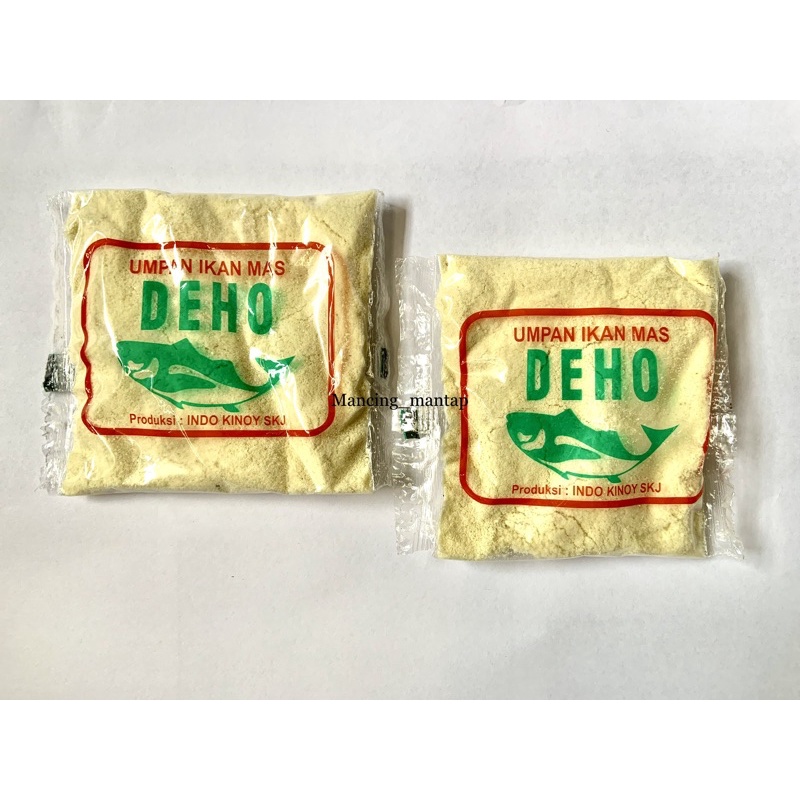 UMPAN IKAN MAS
DEHO
Produksi : INDO KINOY SKJ
Mancing_mantap
UMPAN IKAN MAS
DEHO
Produksi : INDO KINOY SKJ